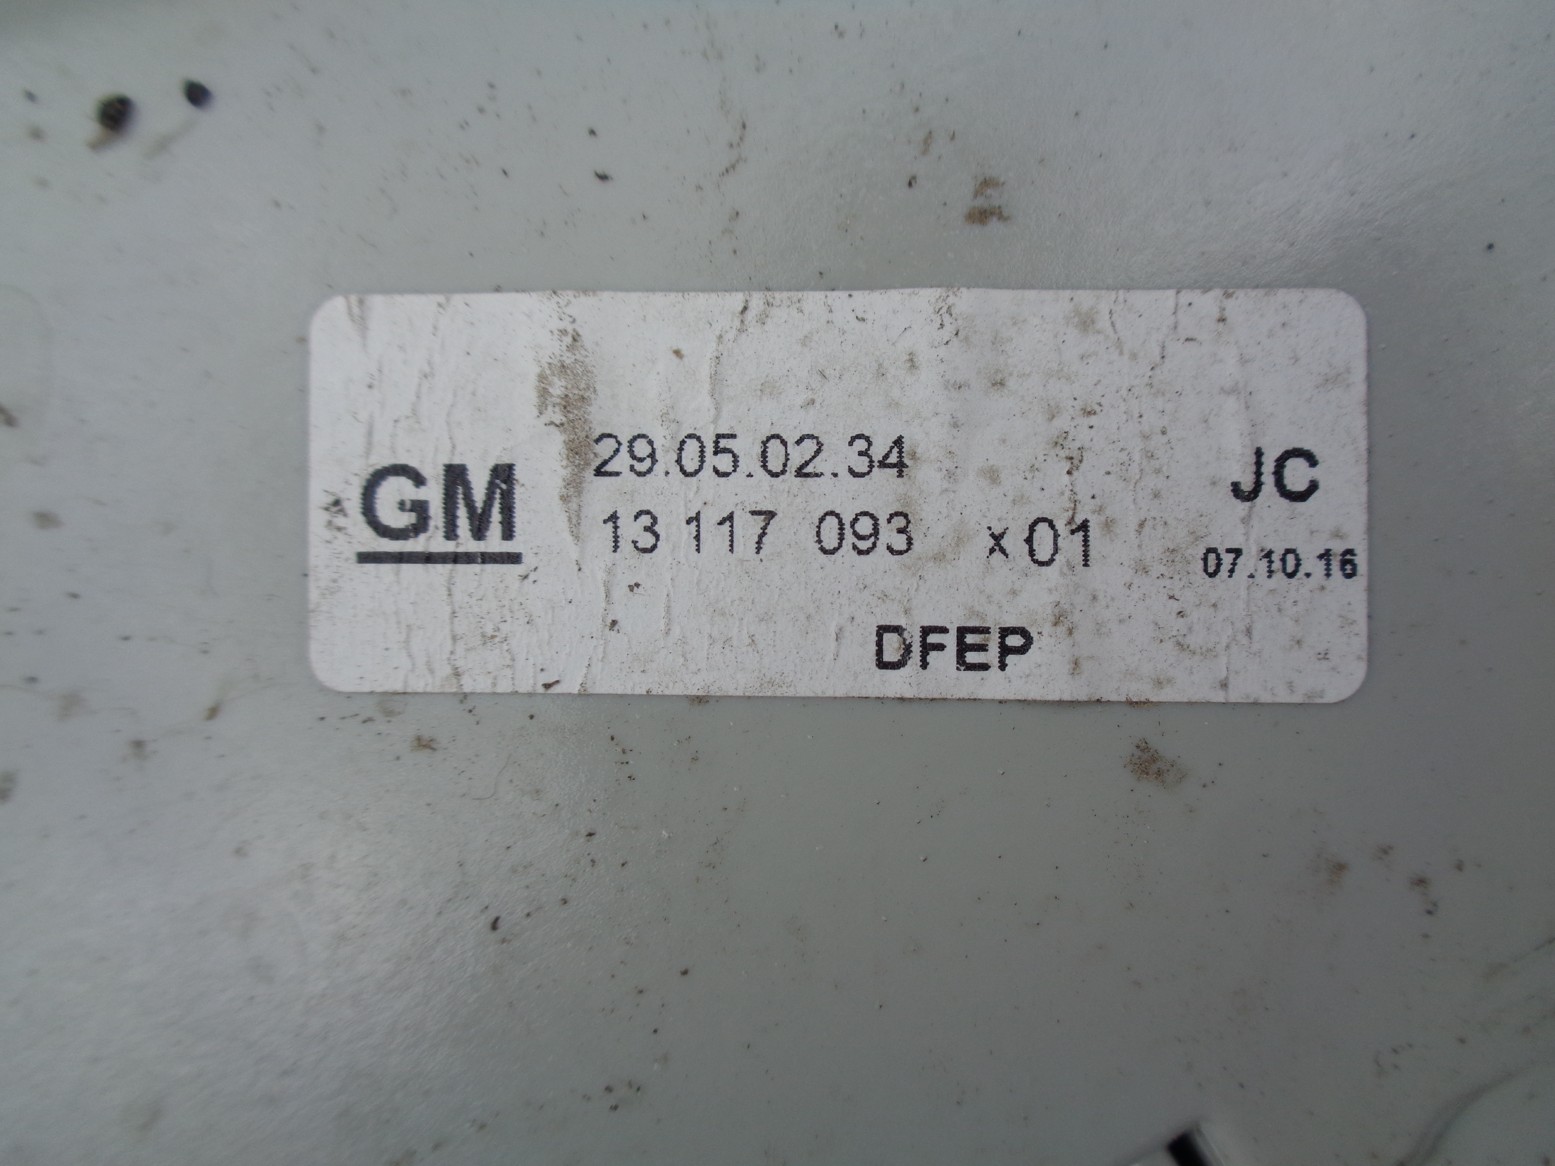 GM
29.05.02.34
13 117 093 x01
DFEP
JC
07.10.16